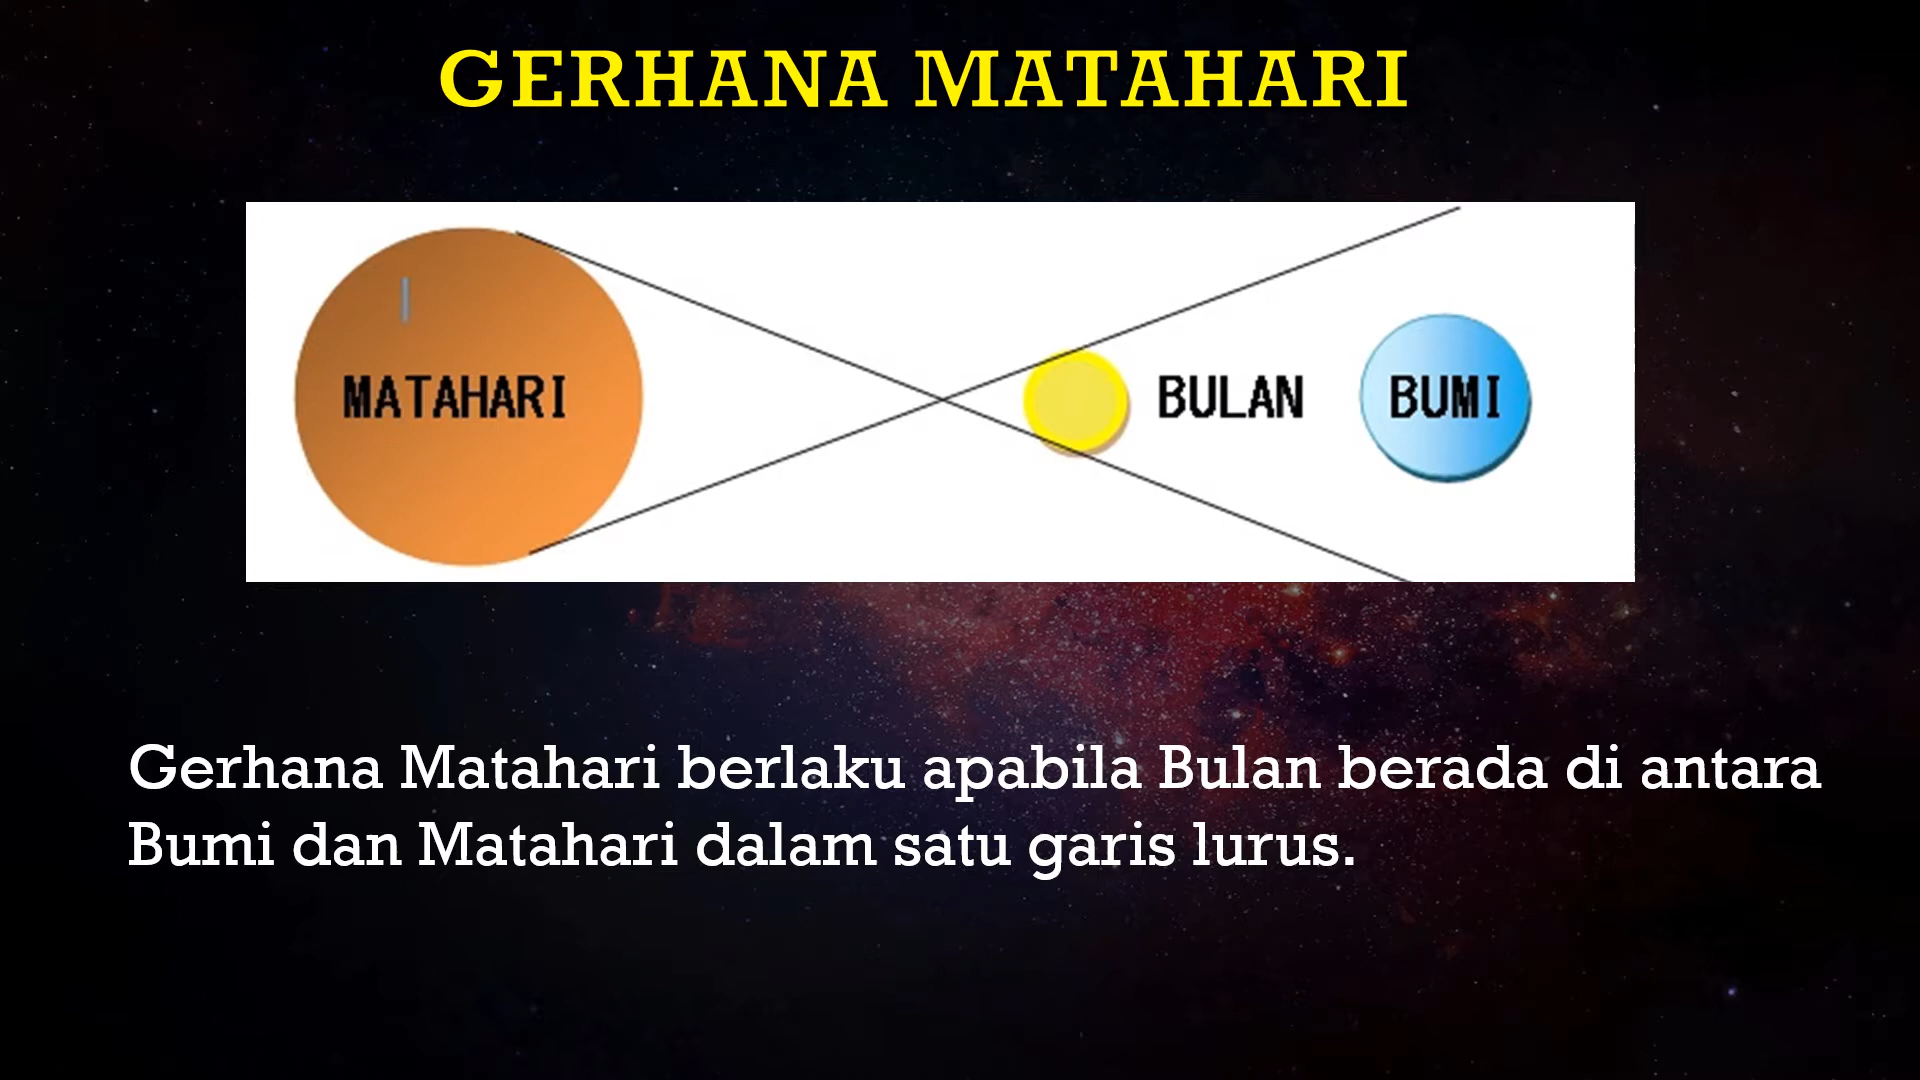 GERHANA MATAHARI
MATAHARI
BULAN
BUMI
Gerhana Matahari berlaku apabila Bulan berada di antara
Bumi dan Matahari dalam satu garis lurus.